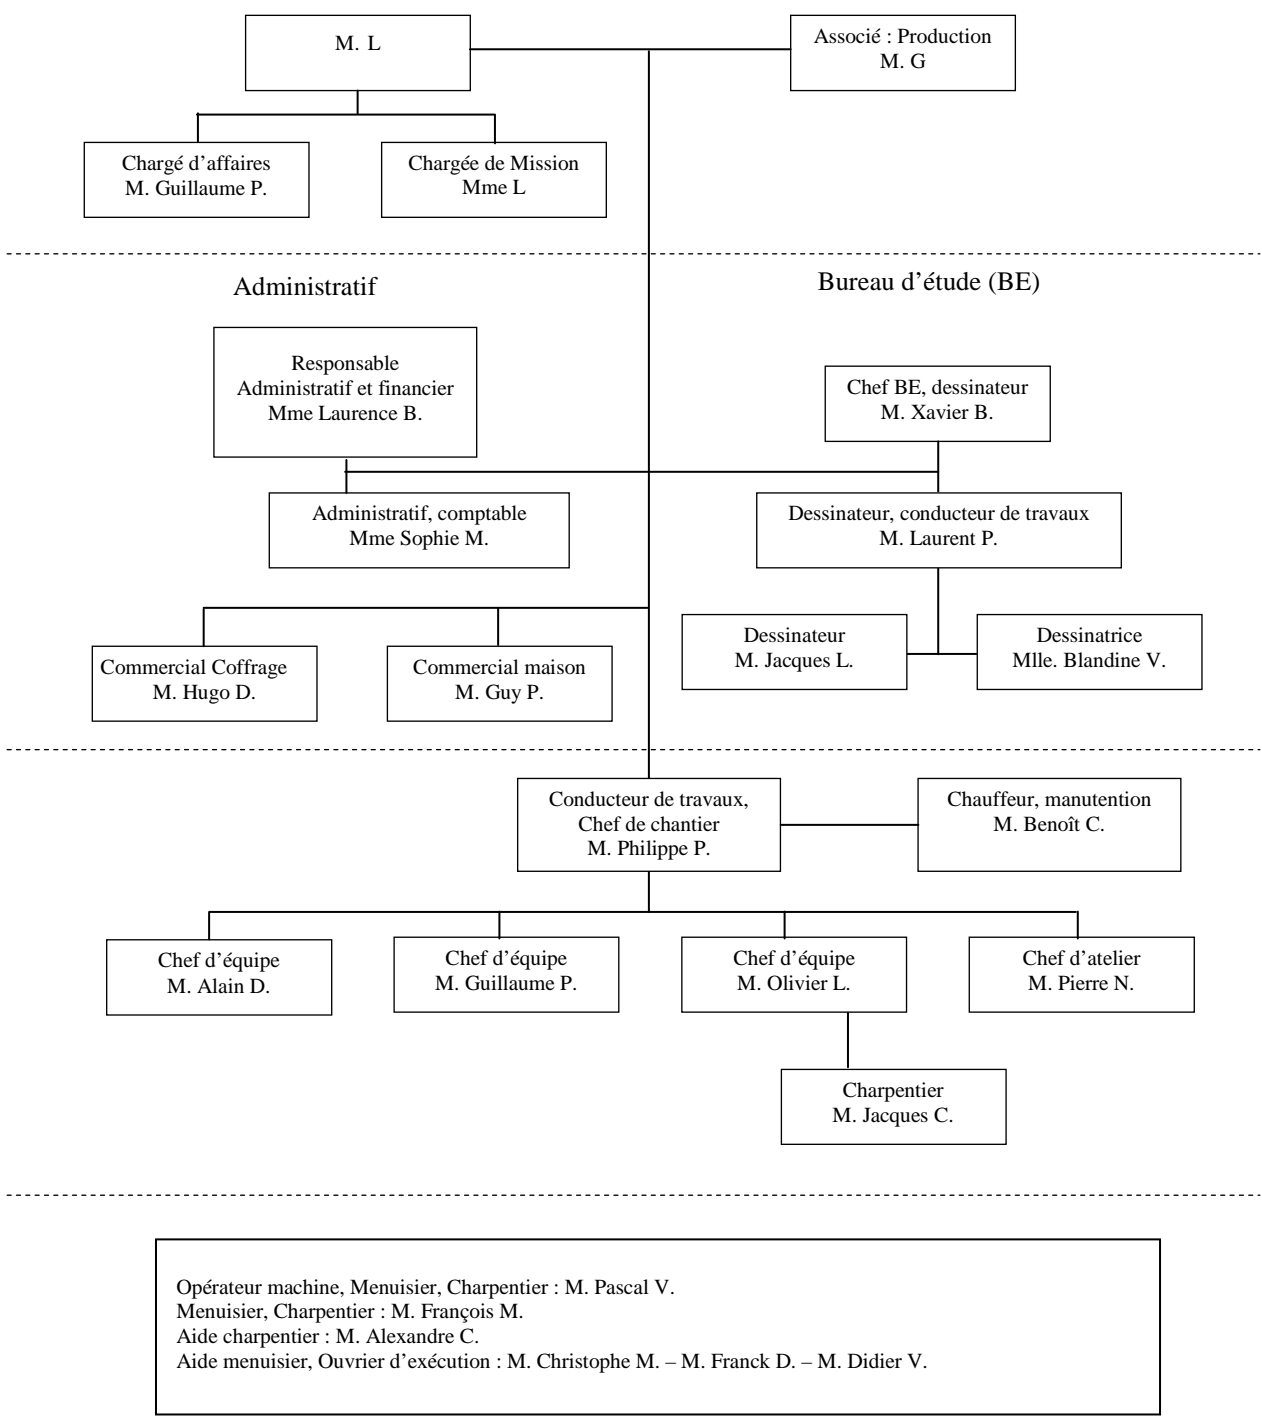 M. L
Associé : Production
M. G
Chargé d’affaires
M. Guillaume P.
Chargée de Mission
Mme L
Administratif
Bureau d’étude (BE)
Responsable
Administratif et financier
Mme Laurence B.
Chef BE, dessinateur
M. Xavier B.
Administratif, comptable
Mme Sophie M.
Dessinateur, conducteur de travaux
M. Laurent P.
Commercial Coffrage
M. Hugo D.
Commercial maison
M. Guy P.
Dessinateur
M. Jacques L.
Dessinatrice
Mlle. Blandine V.
Conducteur de travaux,
Chef de chantier
M. Philippe P.
Chauffeur, manutention
M. Benoît C.
Chef d’équipe
M. Alain D.
Chef d’équipe
M. Guillaume P.
Chef d’équipe
M. Olivier L.
Chef d’atelier
M. Pierre N.
Charpentier
M. Jacques C.
Opérateur machine, Menuisier, Charpentier : M. Pascal V.
Menuisier, Charpentier : M. François M.
Aide charpentier : M. Alexandre C.
Aide menuisier, Ouvrier d’exécution : M. Christophe M. – M. Franck D. – M. Didier V.